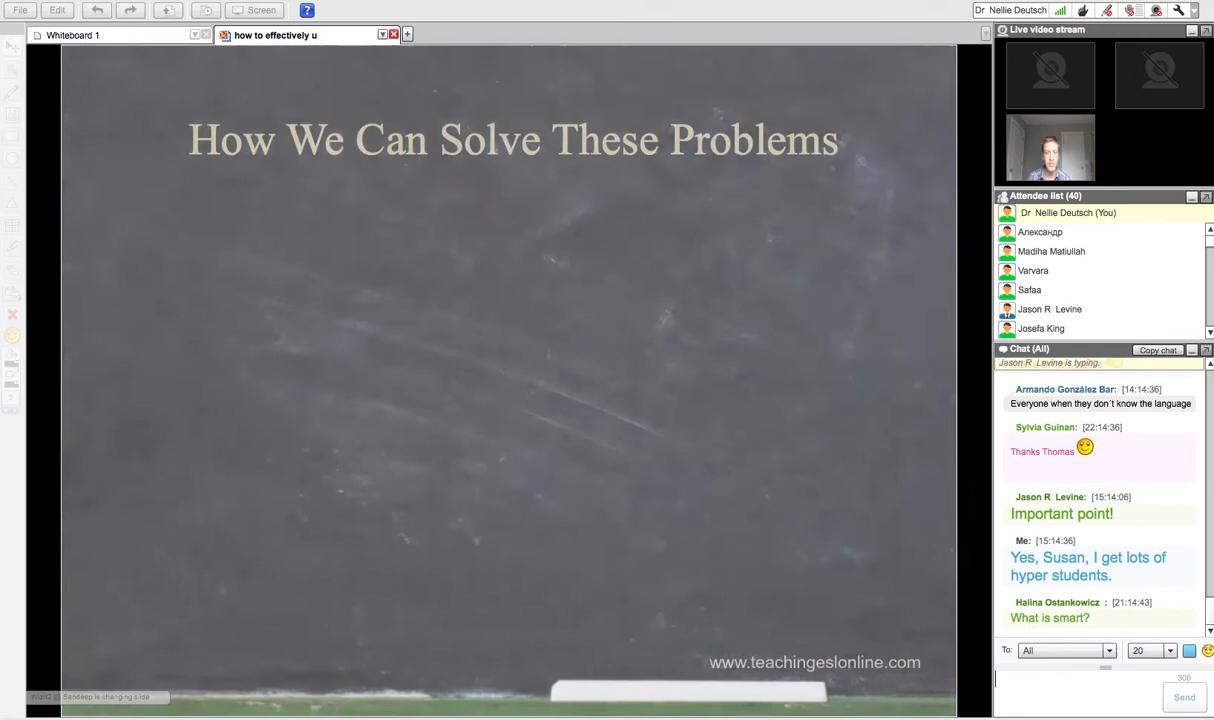 File
Edit
Screen
?
Dr Nellie Deutsch
Whiteboard 1
how to effectively u
Live video stream
How We Can Solve These Problems
www.teachingeslonline.com
Sandeep is changing slide
Attendee list (40)
Dr Nellie Deutsch (You)
Александр
Madiha Matiullah
Varvara
Safaa
Jason R Levine
Josefa King
Chat (All)
Copy chat
Jason R Levine is typing.
Armando González Bar: [14:14:36]
Everyone when they don´t know the language
Sylvia Guinan: [22:14:36]
Thanks Thomas
Jason R Levine: [15:14:06]
Important point!
Me: [15:14:36]
Yes, Susan, I get lots of
hyper students.
Halina Ostankowicz : [21:14:43]
What is smart?
To:
All
20
300
Send